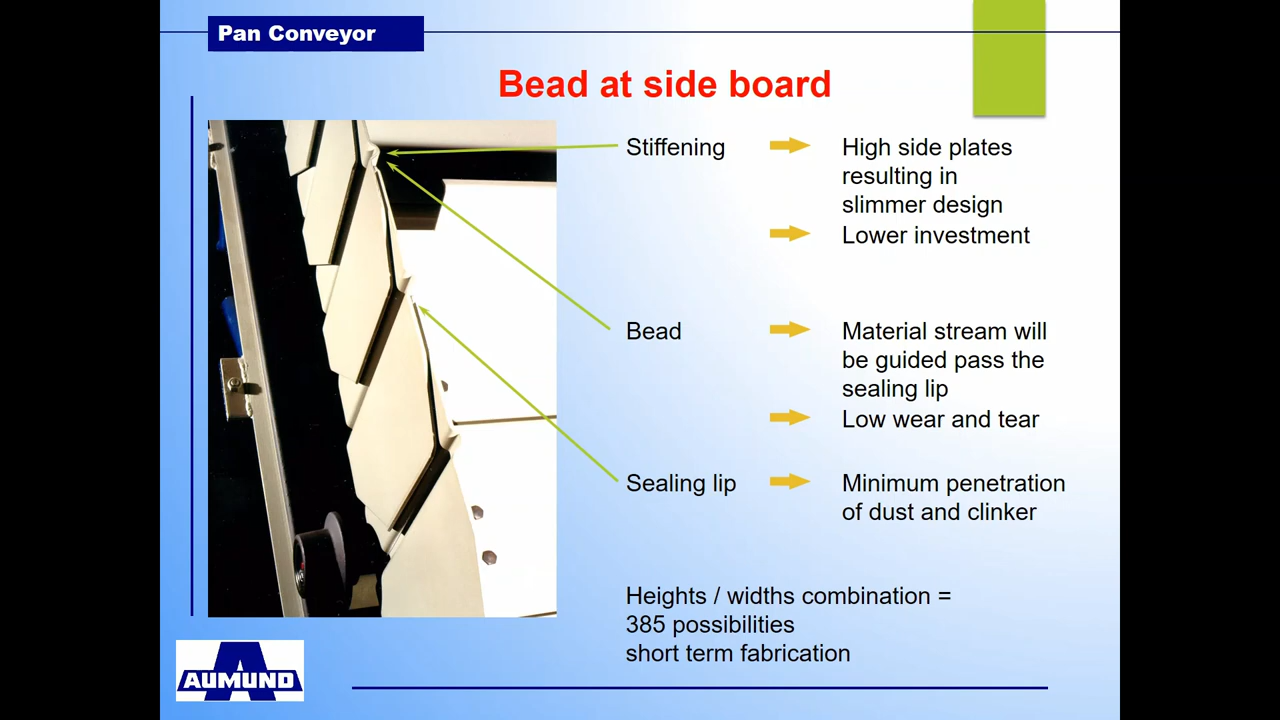 Pan Conveyor
Bead at side board
Stiffening
High side plates
resulting in
slimmer design
Lower investment
Bead
Material stream will
be guided pass the
sealing lip
Low wear and tear
Sealing lip
Minimum penetration
of dust and clinker
Heights / widths combination =
385 possibilities
short term fabrication
AUMUND